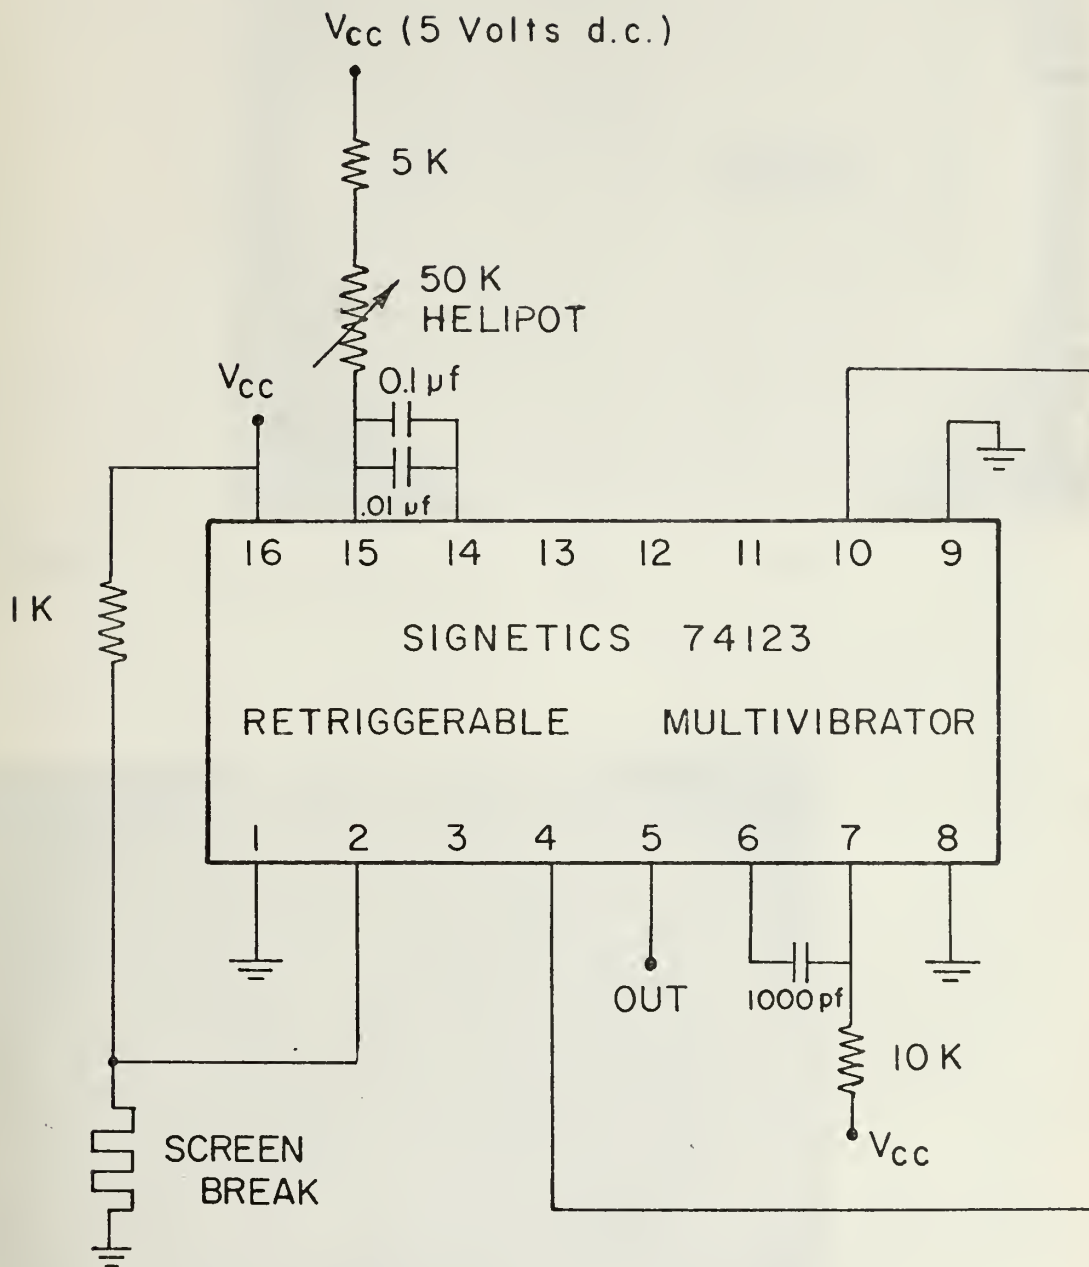 Vcc (5 Volts d.c.)
5 K
50 K
HELIPOT
Vcc
0.1 µf
.01 µf
16 15 14 13 12 11 10 9
1 K
SIGNETICS 74123
RETRIGGERABLE MULTIVIBRATOR
1 2 3 4 5 6 7 8
OUT
1000 pf
10 K
Vcc
SCREEN
BREAK